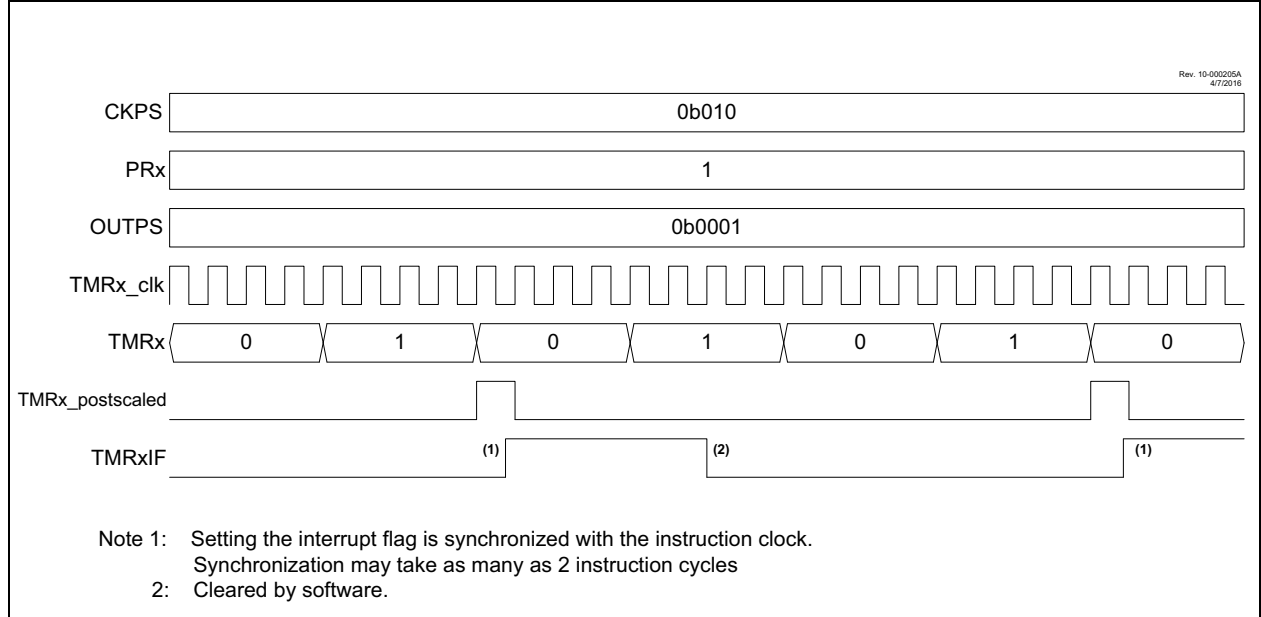 Rev. 10-000205A
4/7/2016
CKPS 0b010
PRx 1
OUTPS 0b0001
TMRx_clk
TMRx 0 1 0 1 0 1 0
TMRx_postscaled
TMRxIF (1) (2) (1)
Note 1: Setting the interrupt flag is synchronized with the instruction clock.
Synchronization may take as many as 2 instruction cycles
2: Cleared by software.